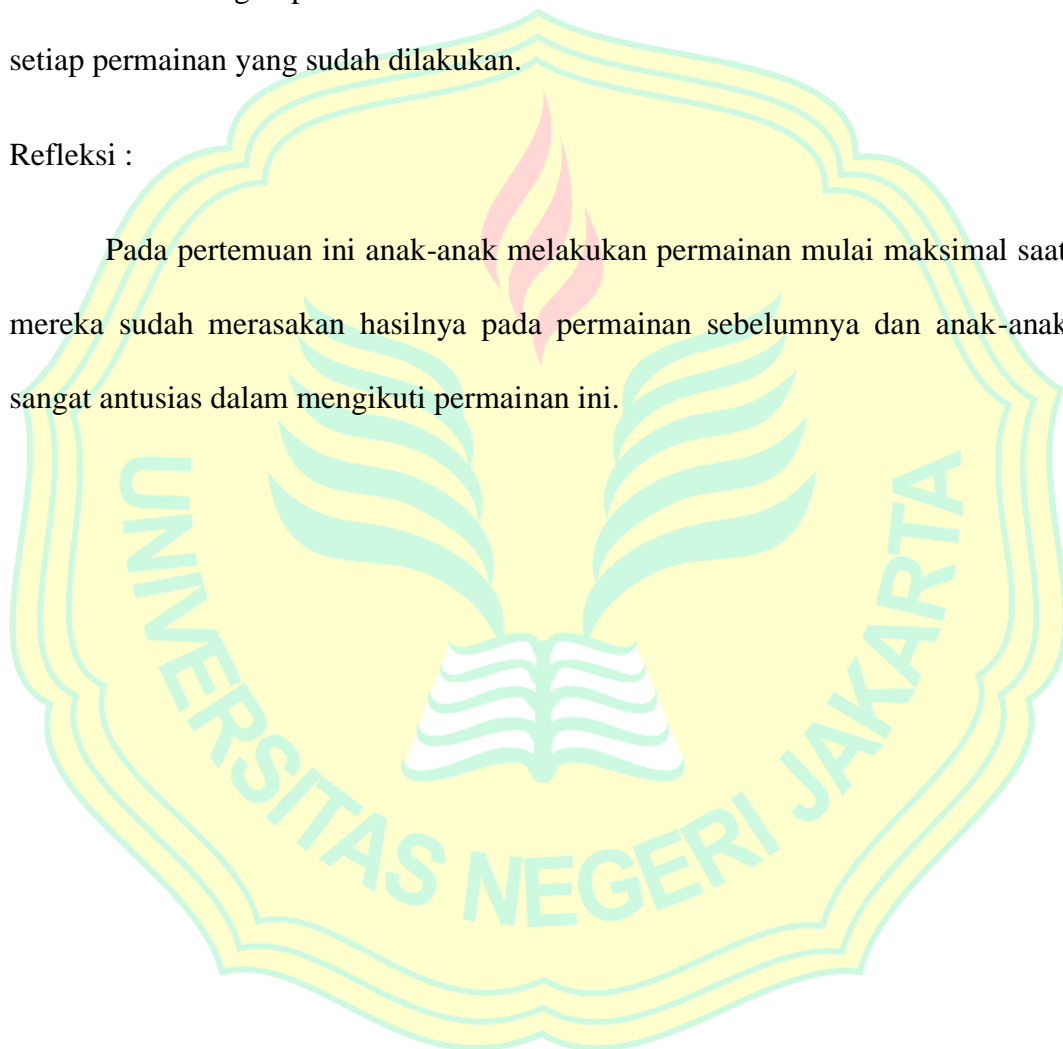 setiap permainan yang sudah dilakukan.
Refleksi :
Pada pertemuan ini anak-anak melakukan permainan mulai maksimal saat
mereka sudah merasakan hasilnya pada permainan sebelumnya dan anak-anak
sangat antusias dalam mengikuti permainan ini.
UNIVERSITAS NEGERI JAKARTA